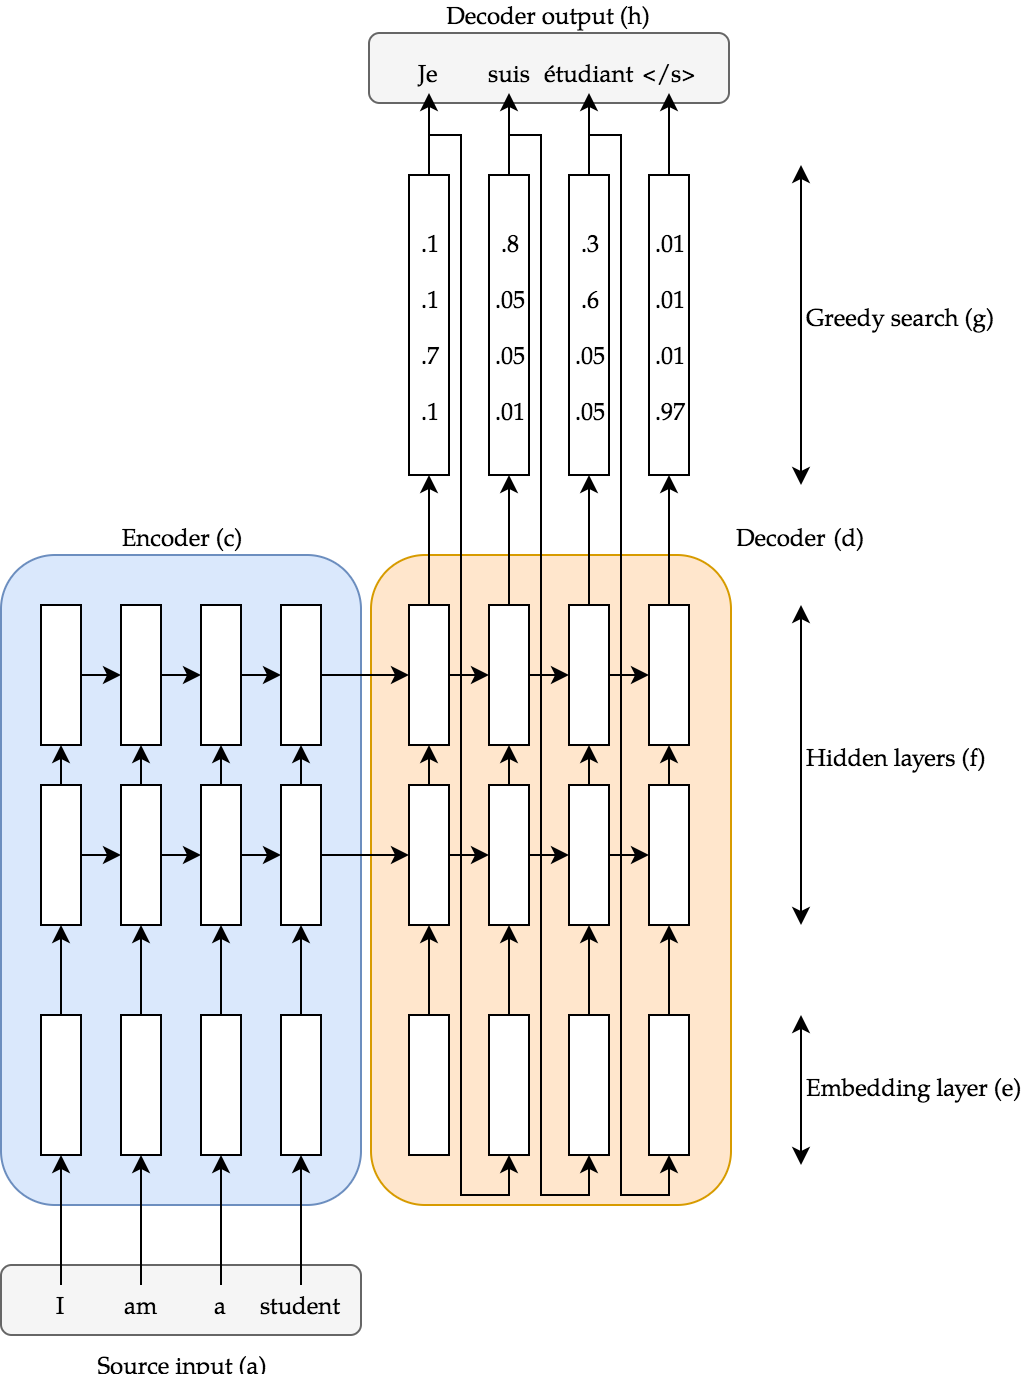 Decoder output (h)
Je suis étudiant </s>
.1 .8 .3 .01
.1 .05 .6 .01
Greedy search (g)
.7 .05 .05 .01
.1 .01 .05 .97
Encoder (c)
Decoder (d)
Hidden layers (f)
Embedding layer (e)
I am a student
Source input (a)